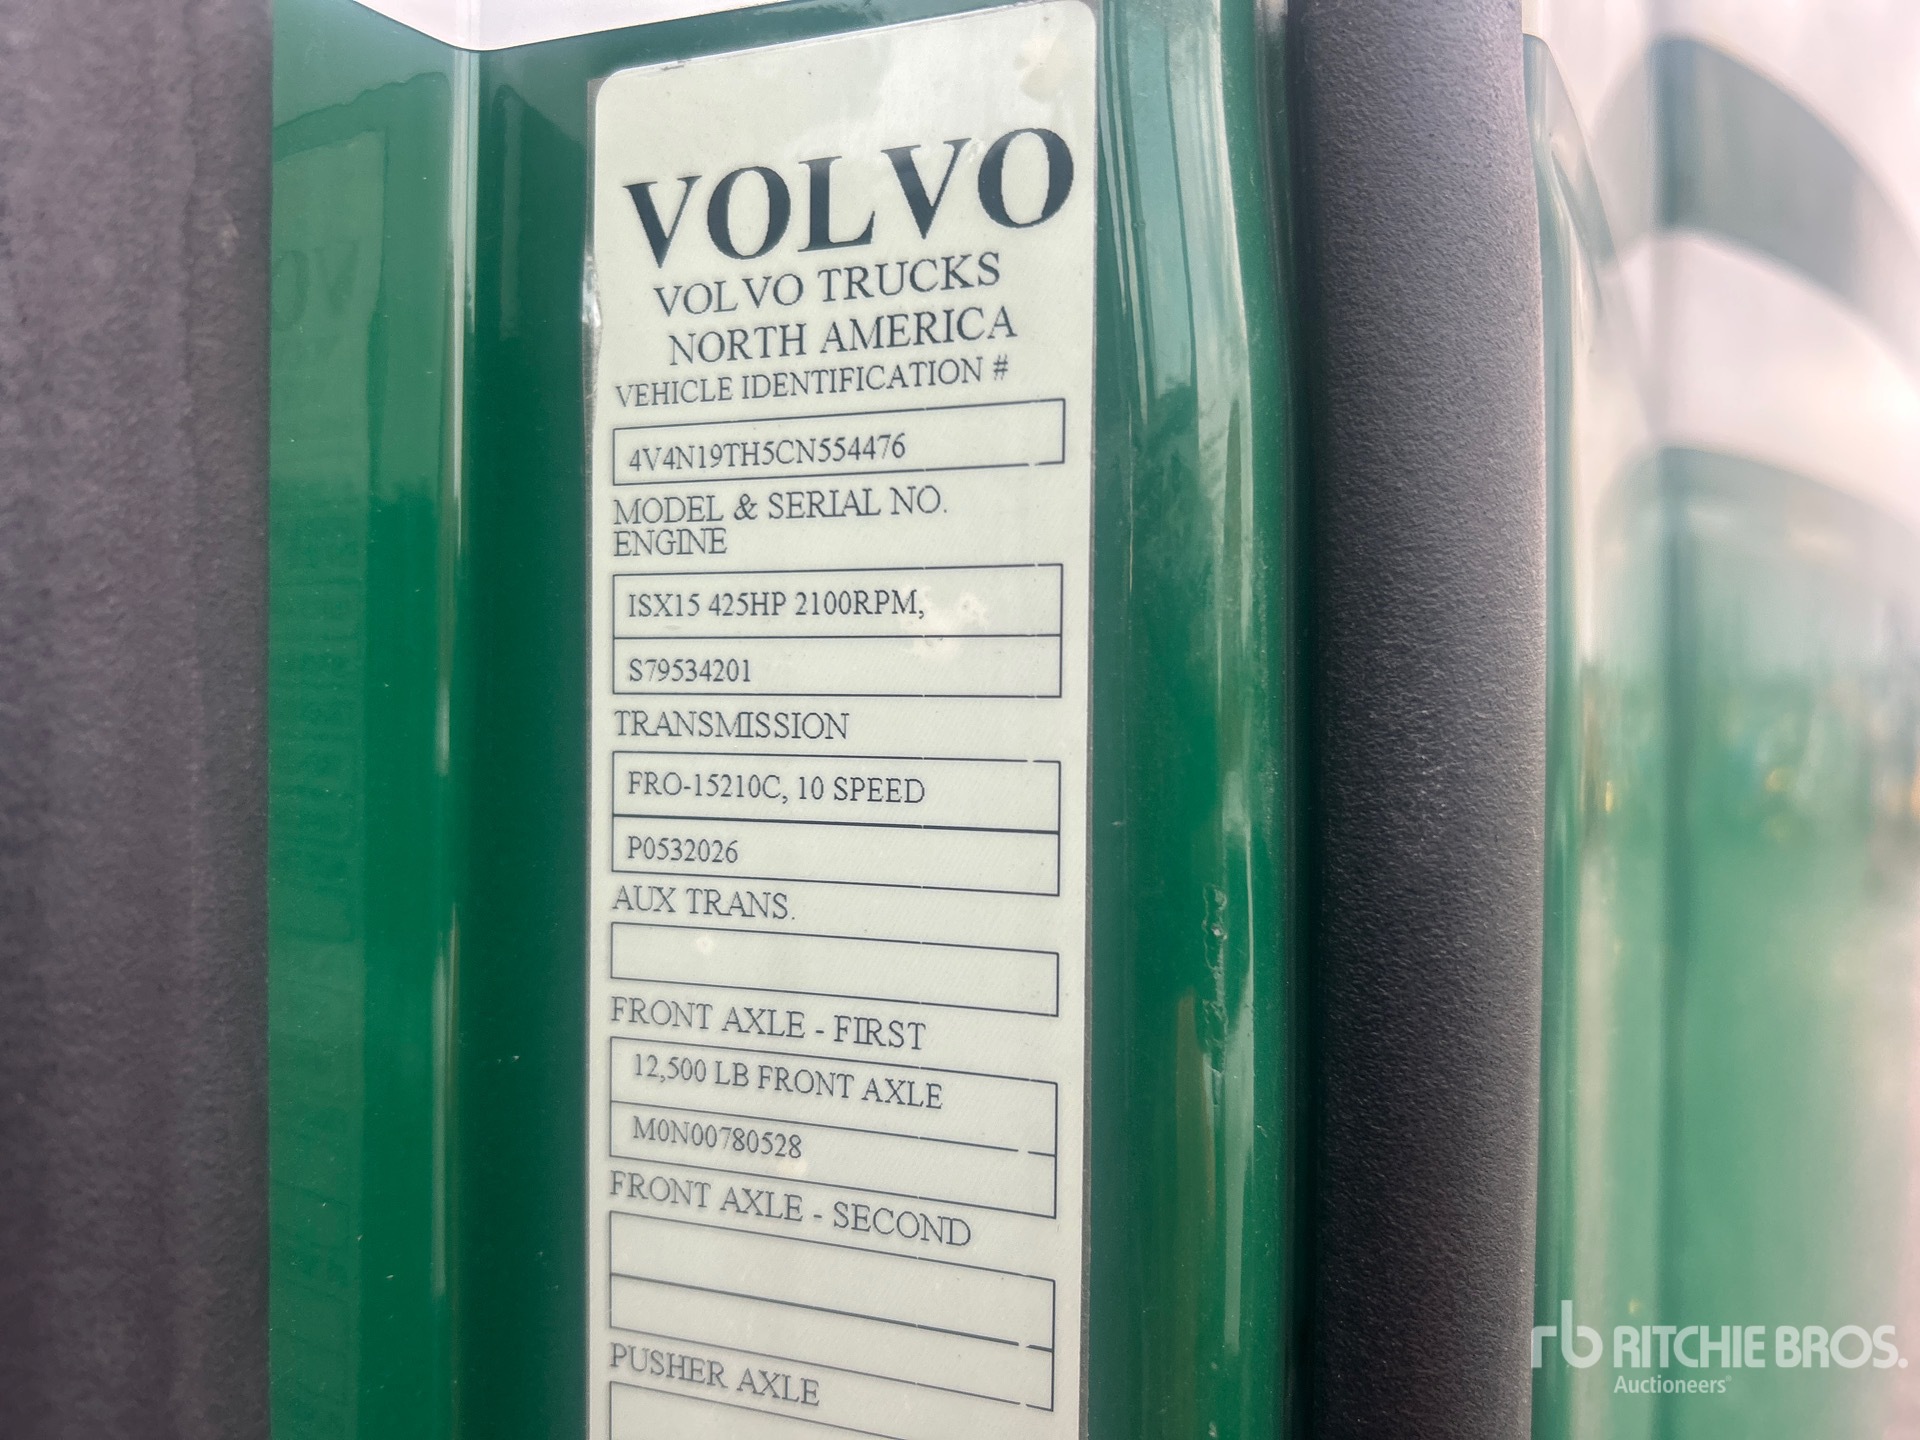 VOLVO
VOLVO TRUCKS
NORTH AMERICA
VEHICLE IDENTIFICATION #
4V4N19TH5CN554476
MODEL & SERIAL NO.
ENGINE
ISX15 425HP 2100RPM,
S79534201
TRANSMISSION
FRO-15210C, 10 SPEED
P0532026
AUX TRANS.
FRONT AXLE - FIRST
12,500 LB FRONT AXLE
M0N00780528
FRONT AXLE - SECOND
PUSHER AXLE
rb RITCHIE BROS.
Auctioneers